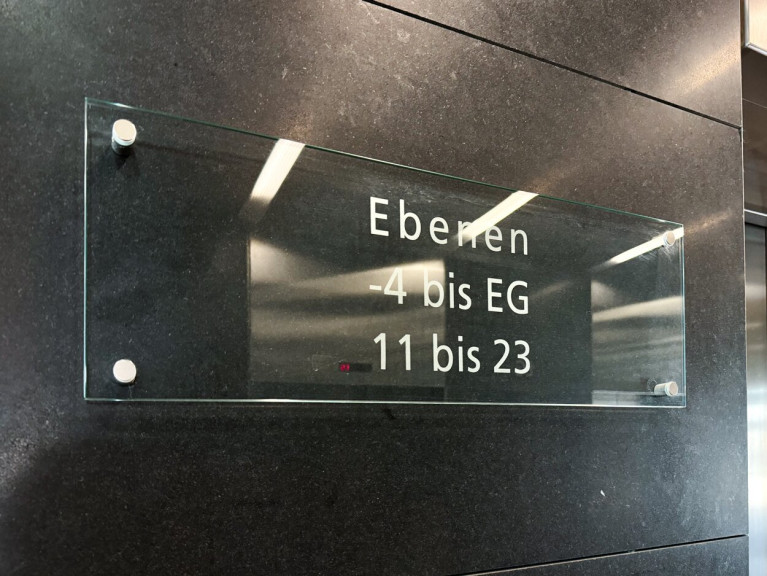 Ebenen
-4 bis EG
11 bis 23